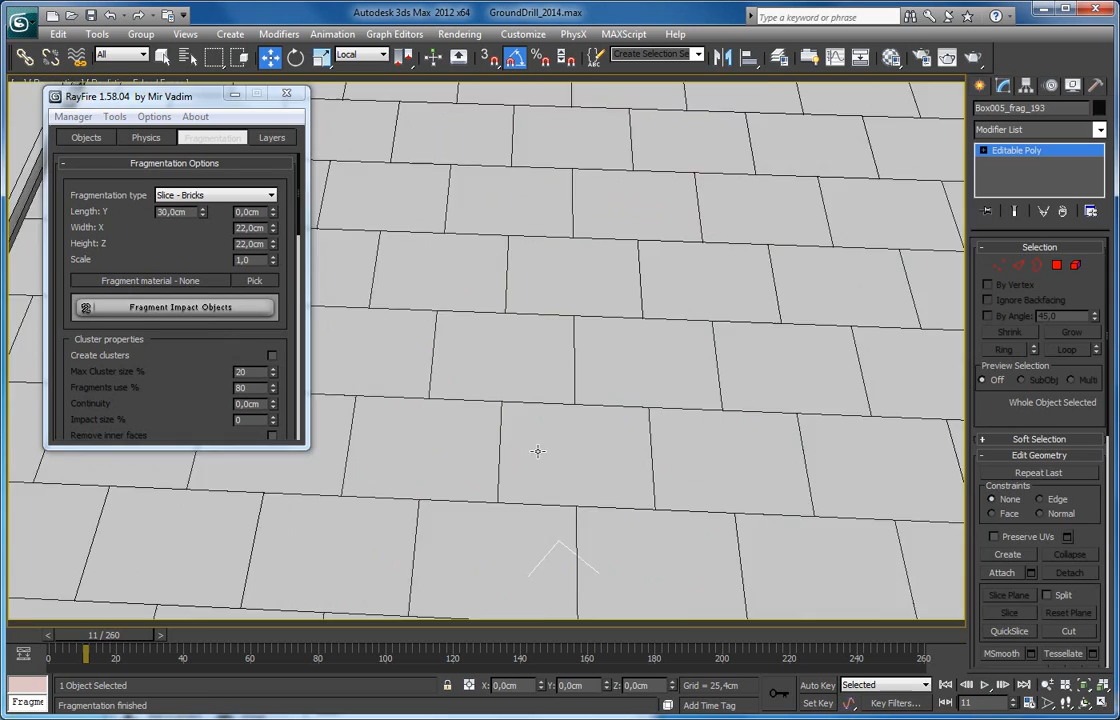 Autodesk 3ds Max 2012 x64 GroundDrill_2014.max
Type a keyword or phrase
Edit Tools Group Views Create Modifiers Animation Graph Editors Rendering Customize PhysX MAXScript Help
All
Local
3
Create Selection Se
RayFire 1.58.04 by Mir Vadim
Manager Tools Options About
Objects Physics Fragmentation Layers
Fragmentation Options
Fragmentation type Slice - Bricks
Length: Y 30,0cm 0,0cm
Width: X 22,0cm
Height: Z 22,0cm
Scale 1,0
Fragment material - None Pick
Fragment Impact Objects
Cluster properties
Create clusters
Max Cluster size % 20
Fragments use % 80
Continuity 0,0cm
Impact size % 0
Remove inner faces
Box005_frag_193
Modifier List
Editable Poly
Selection
By Vertex
Ignore Backfacing
By Angle: 45,0
Shrink Grow
Ring Loop
Preview Selection
Off SubObj Multi
Whole Object Selected
Soft Selection
Edit Geometry
Repeat Last
Constraints
None Edge
Face Normal
Preserve UVs
Create Collapse
Attach Detach
Slice Plane Split
Slice Reset Plane
QuickSlice Cut
MSmooth Tessellate
11 / 260
0 20 40 60 80 100 120 140 160 180 200 220 240 260
1 Object Selected X: 0,0cm Y: 0,0cm Z: 0,0cm Grid = 25,4cm Auto Key Selected
Fragme Fragmentation finished Add Time Tag Set Key Key Filters... 11